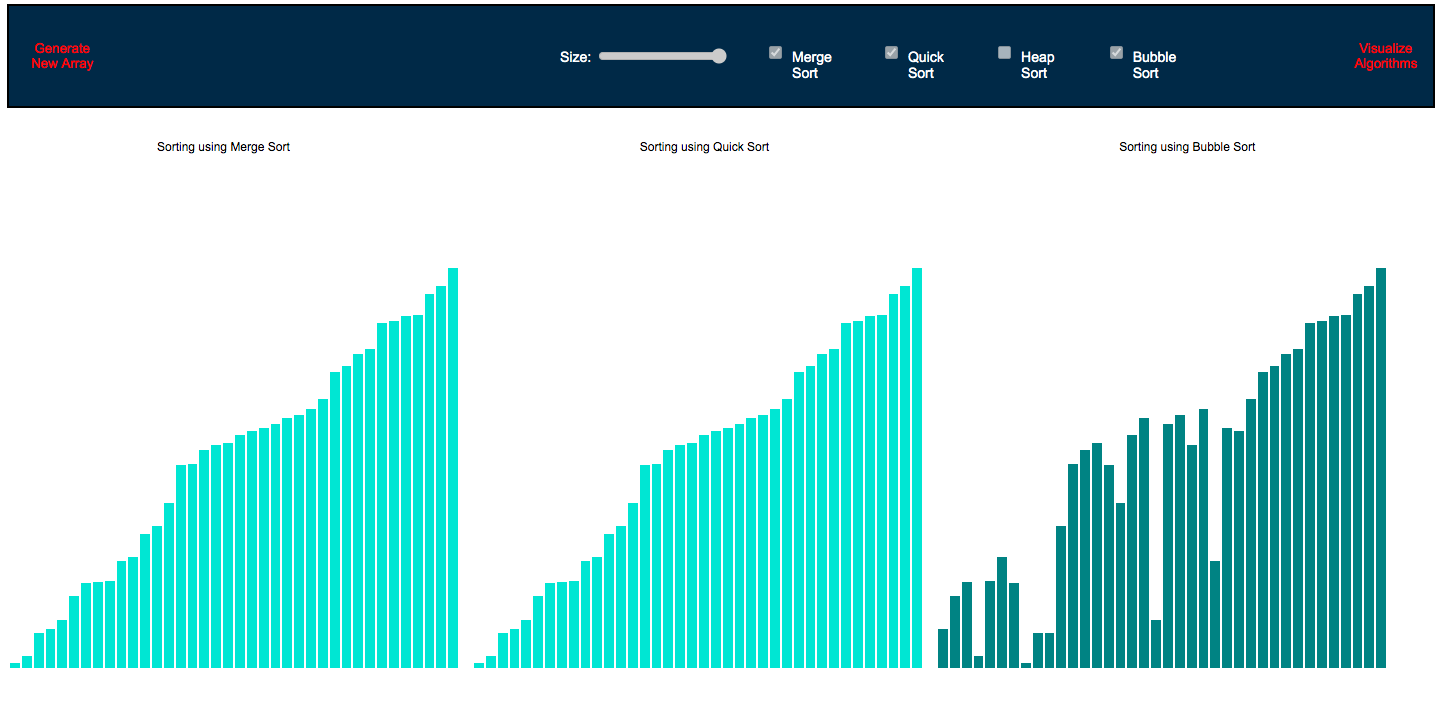 Generate
New Array
Size:
Merge
Sort
Quick
Sort
Heap
Sort
Bubble
Sort
Visualize
Algorithms
Sorting using Merge Sort
Sorting using Quick Sort
Sorting using Bubble Sort